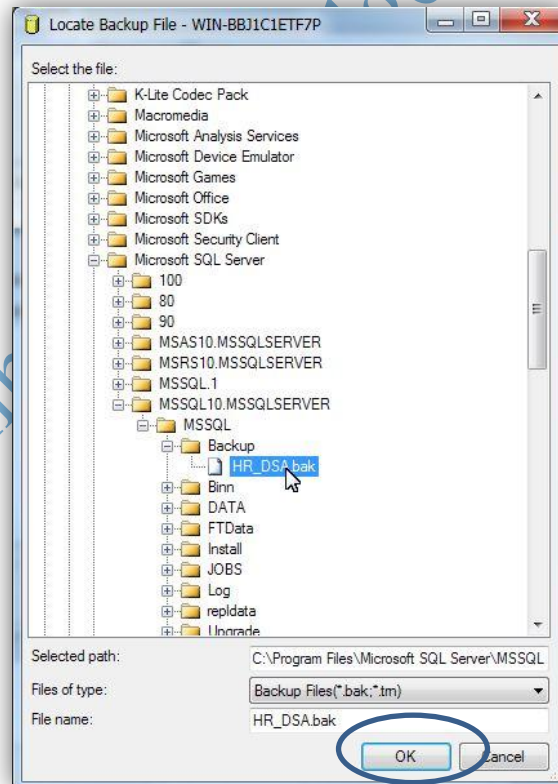 Locate Backup File - WIN-BBJ1C1ETF7P
Select the file:
K-Lite Codec Pack
Macromedia
Microsoft Analysis Services
Microsoft Device Emulator
Microsoft Games
Microsoft Office
Microsoft SDKs
Microsoft Security Client
Microsoft SQL Server
100
80
90
MSAS10.MSSQLSERVER
MSRS10.MSSQLSERVER
MSSQL.1
MSSQL10.MSSQLSERVER
MSSQL
Backup
HR_DSA.bak
Binn
DATA
FTData
Install
JOBS
Log
repldata
Upgrade
Selected path: C:\Program Files\Microsoft SQL Server\MSSQL
Files of type: Backup Files(*.bak;*.trn)
File name: HR_DSA.bak
OK Cancel